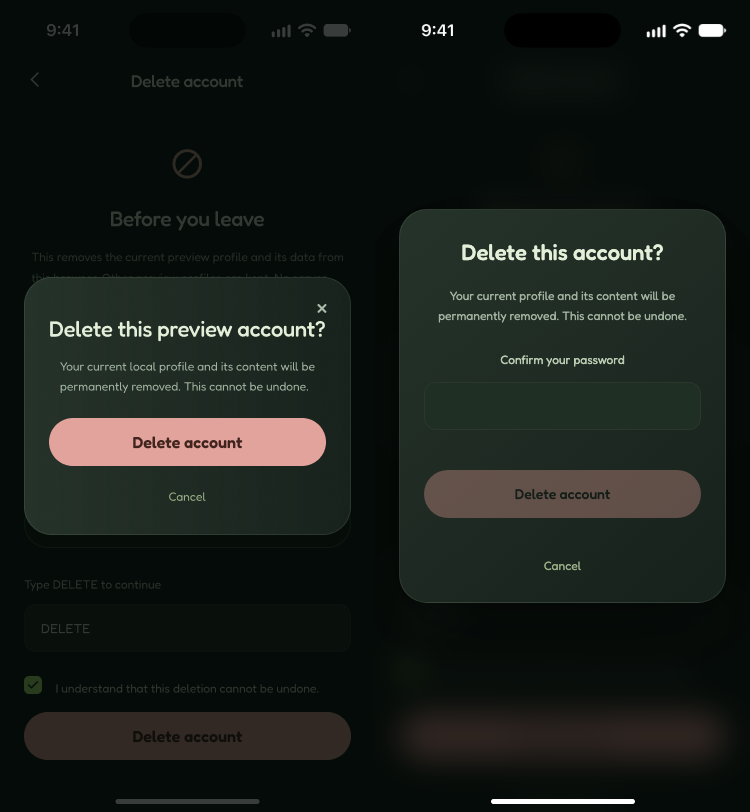 9:41
Delete account
Before you leave
This removes the current preview profile and its data from
Delete this preview account?
Your current local profile and its content will be
permanently removed. This cannot be undone.
Delete account
Cancel
Type DELETE to continue
DELETE
I understand that this deletion cannot be undone.
Delete account
9:41
Delete this account?
Your current profile and its content will be
permanently removed. This cannot be undone.
Confirm your password
Delete account
Cancel